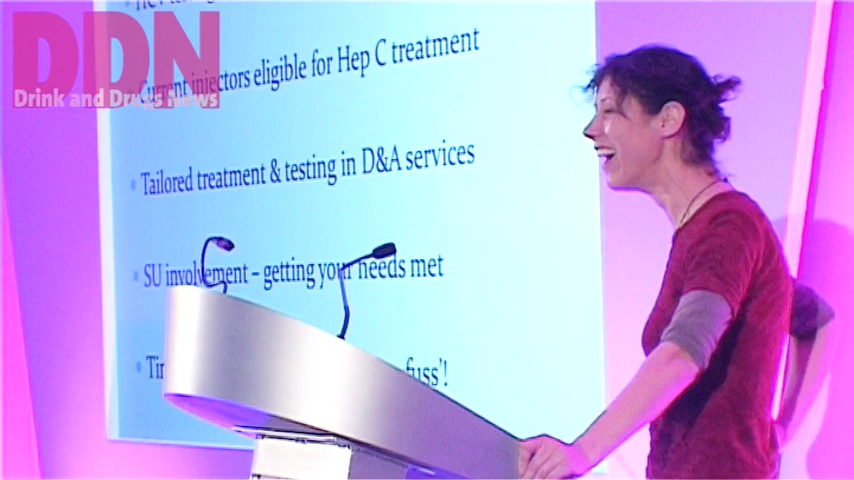 DDN
Drink and Drugs News
Current injectors eligible for Hep C treatment
Tailored treatment & testing in D&A services
SU involvement – getting your needs met
fuss'!